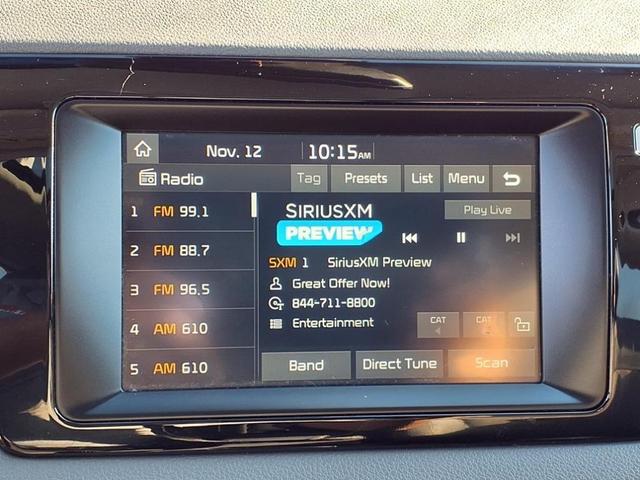 Nov. 12 10:15 AM
Radio Tag Presets List Menu
1 FM 99.1
2 FM 88.7
3 FM 96.5
4 AM 610
5 AM 610
SIRIUSXM
PREVIEW
Play Live
SXM 1 SiriusXM Preview
Great Offer Now!
844-711-8800
Entertainment
CAT CAT
Band Direct Tune Scan